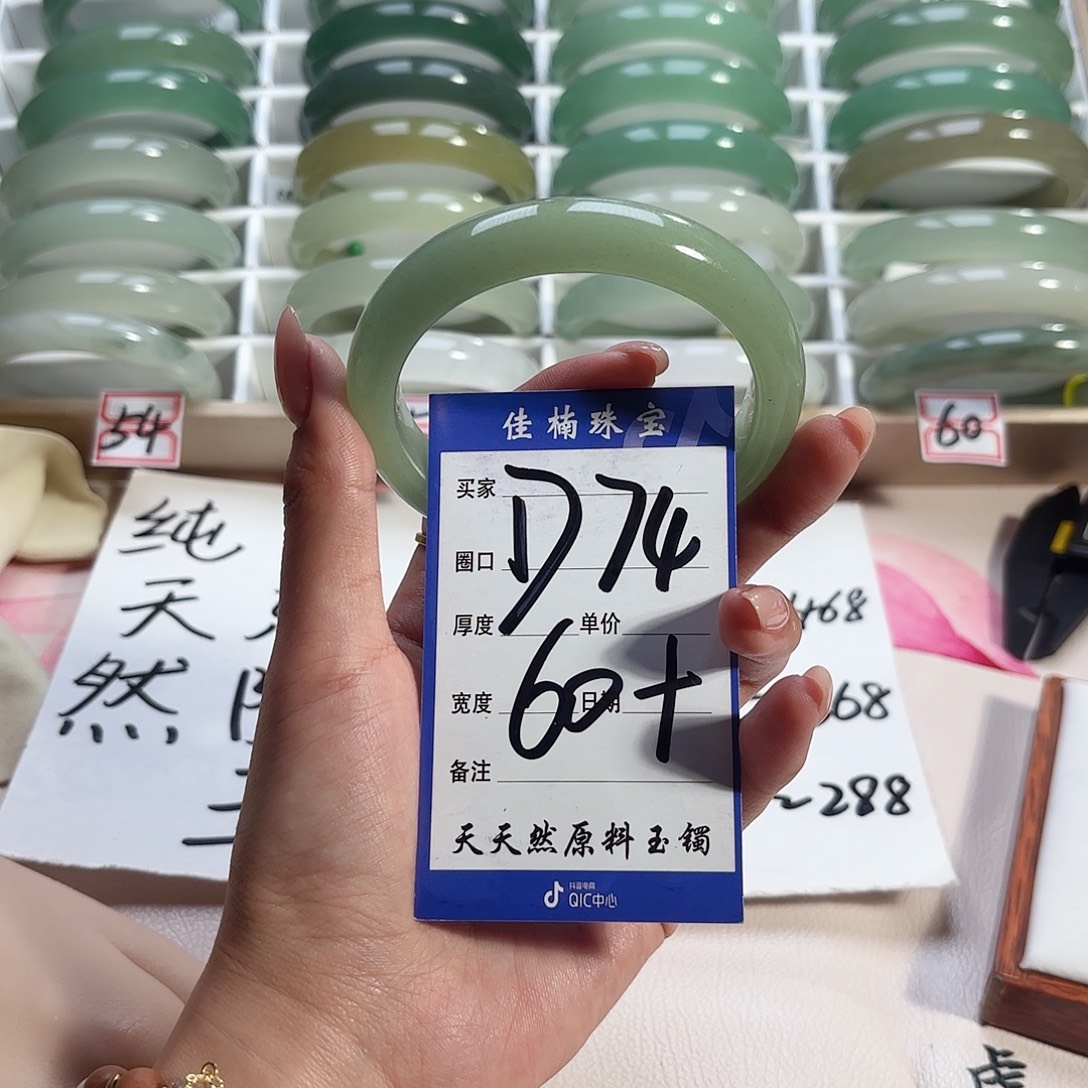 佳楠珠宝
买家
D74
圈口
厚度 单价
60+
宽度 日期
备注
天天然原料玉镯
抖音电商
QIC中心
54
60
纯
天
然
468
68
~288